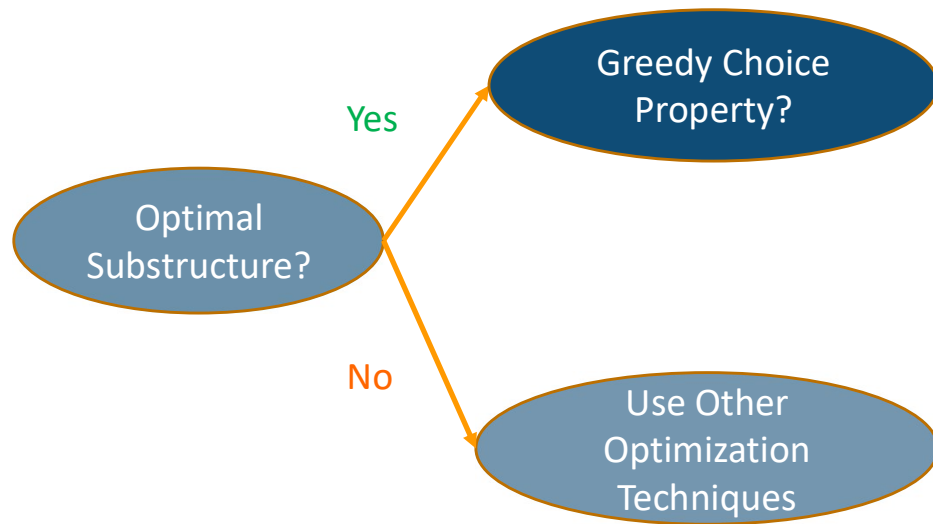 Greedy Choice
Property?
Yes
Optimal
Substructure?
No
Use Other
Optimization
Techniques